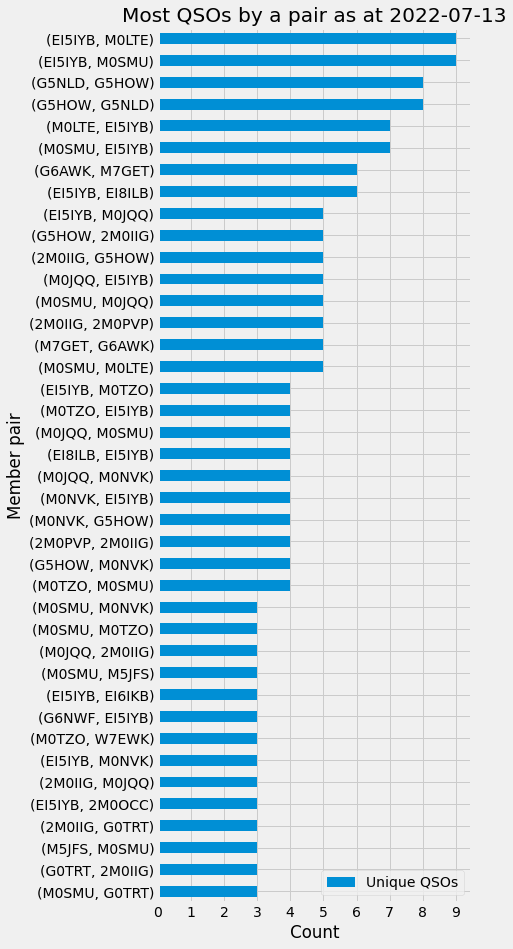 Most QSOs by a pair as at 2022-07-13
(EI5IYB, M0LTE)
(EI5IYB, M0SMU)
(G5NLD, G5HOW)
(G5HOW, G5NLD)
(M0LTE, EI5IYB)
(M0SMU, EI5IYB)
(G6AWK, M7GET)
(EI5IYB, EI8ILB)
(EI5IYB, M0JQQ)
(G5HOW, 2M0IIG)
(2M0IIG, G5HOW)
(M0JQQ, EI5IYB)
(M0SMU, M0JQQ)
(2M0IIG, 2M0PVP)
(M7GET, G6AWK)
(M0SMU, M0LTE)
(EI5IYB, M0TZO)
(M0TZO, EI5IYB)
(M0JQQ, M0SMU)
(EI8ILB, EI5IYB)
(M0JQQ, M0NVK)
(M0NVK, EI5IYB)
(M0NVK, G5HOW)
(2M0PVP, 2M0IIG)
(G5HOW, M0NVK)
(M0TZO, M0SMU)
(M0SMU, M0NVK)
(M0SMU, M0TZO)
(M0JQQ, 2M0IIG)
(M0SMU, M5JFS)
(EI5IYB, EI6IKB)
(G6NWF, EI5IYB)
(M0TZO, W7EWK)
(EI5IYB, M0NVK)
(2M0IIG, M0JQQ)
(EI5IYB, 2M0OCC)
(2M0IIG, G0TRT)
(M5JFS, M0SMU)
(G0TRT, 2M0IIG)
(M0SMU, G0TRT)
Member pair
Unique QSOs
0 1 2 3 4 5 6 7 8 9
Count